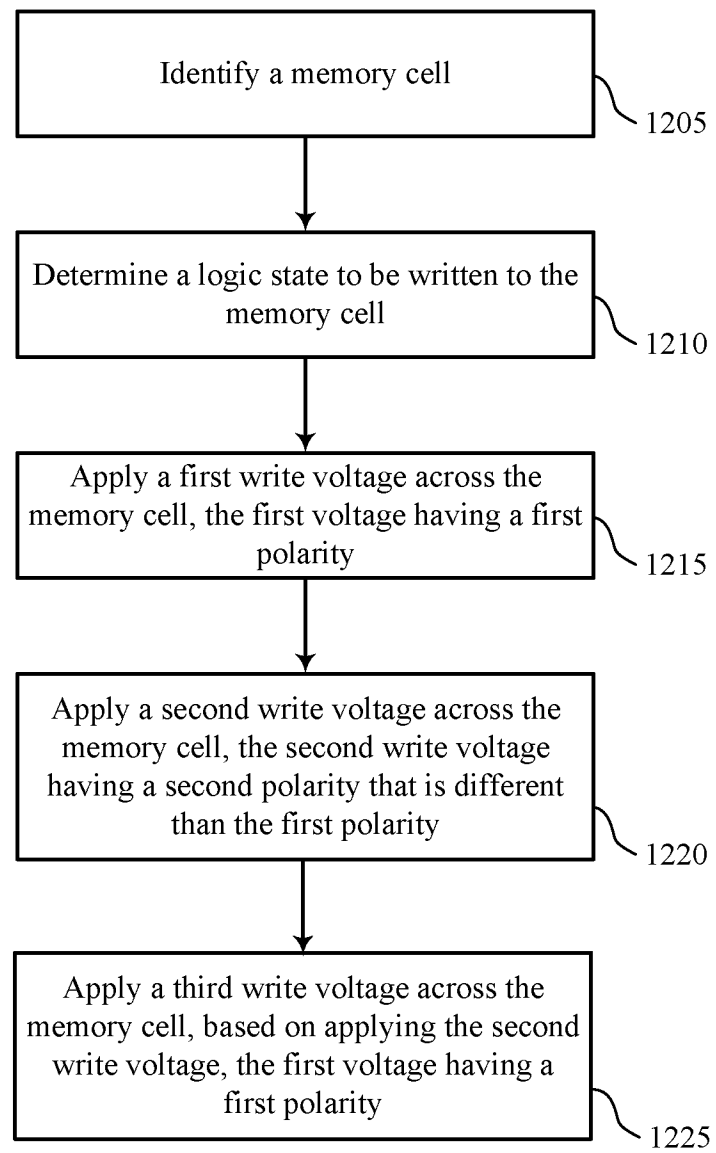 Identify a memory cell
1205
Determine a logic state to be written to the
memory cell
1210
Apply a first write voltage across the
memory cell, the first voltage having a first
polarity
1215
Apply a second write voltage across the
memory cell, the second write voltage
having a second polarity that is different
than the first polarity
1220
Apply a third write voltage across the
memory cell, based on applying the second
write voltage, the first voltage having a
first polarity
1225